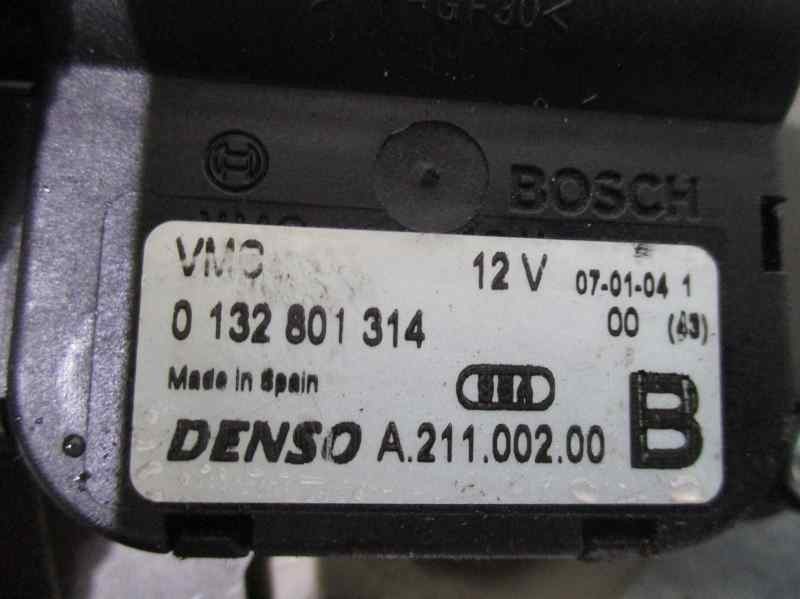 BOSCH
VMC 12 V 07-01-04 1
0 132 801 314 00 (43)
Made in Spain
DENSO A.211.002.00 B